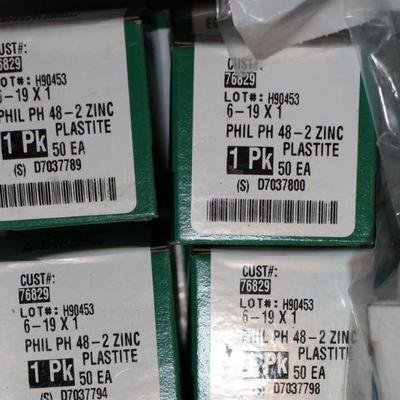 CUST#:
76829
LOT#: H90453
6-19 X 1
PHIL PH 48-2 ZINC
PLASTITE
1 Pk
50 EA
(S) D7037789
CUST#:
76829
LOT#: H90453
6-19 X 1
PHIL PH 48-2 ZINC
PLASTITE
1 Pk
50 EA
(S) D7037800
CUST#:
76829
LOT#: H90453
6-19 X 1
PHIL PH 48-2 ZINC
PLASTITE
1 Pk
50 EA
(S) D7037794
CUST#:
76829
LOT#: H90453
6-19 X 1
PHIL PH 48-2 ZINC
PLASTITE
Pk
50 EA
(S) D7037798